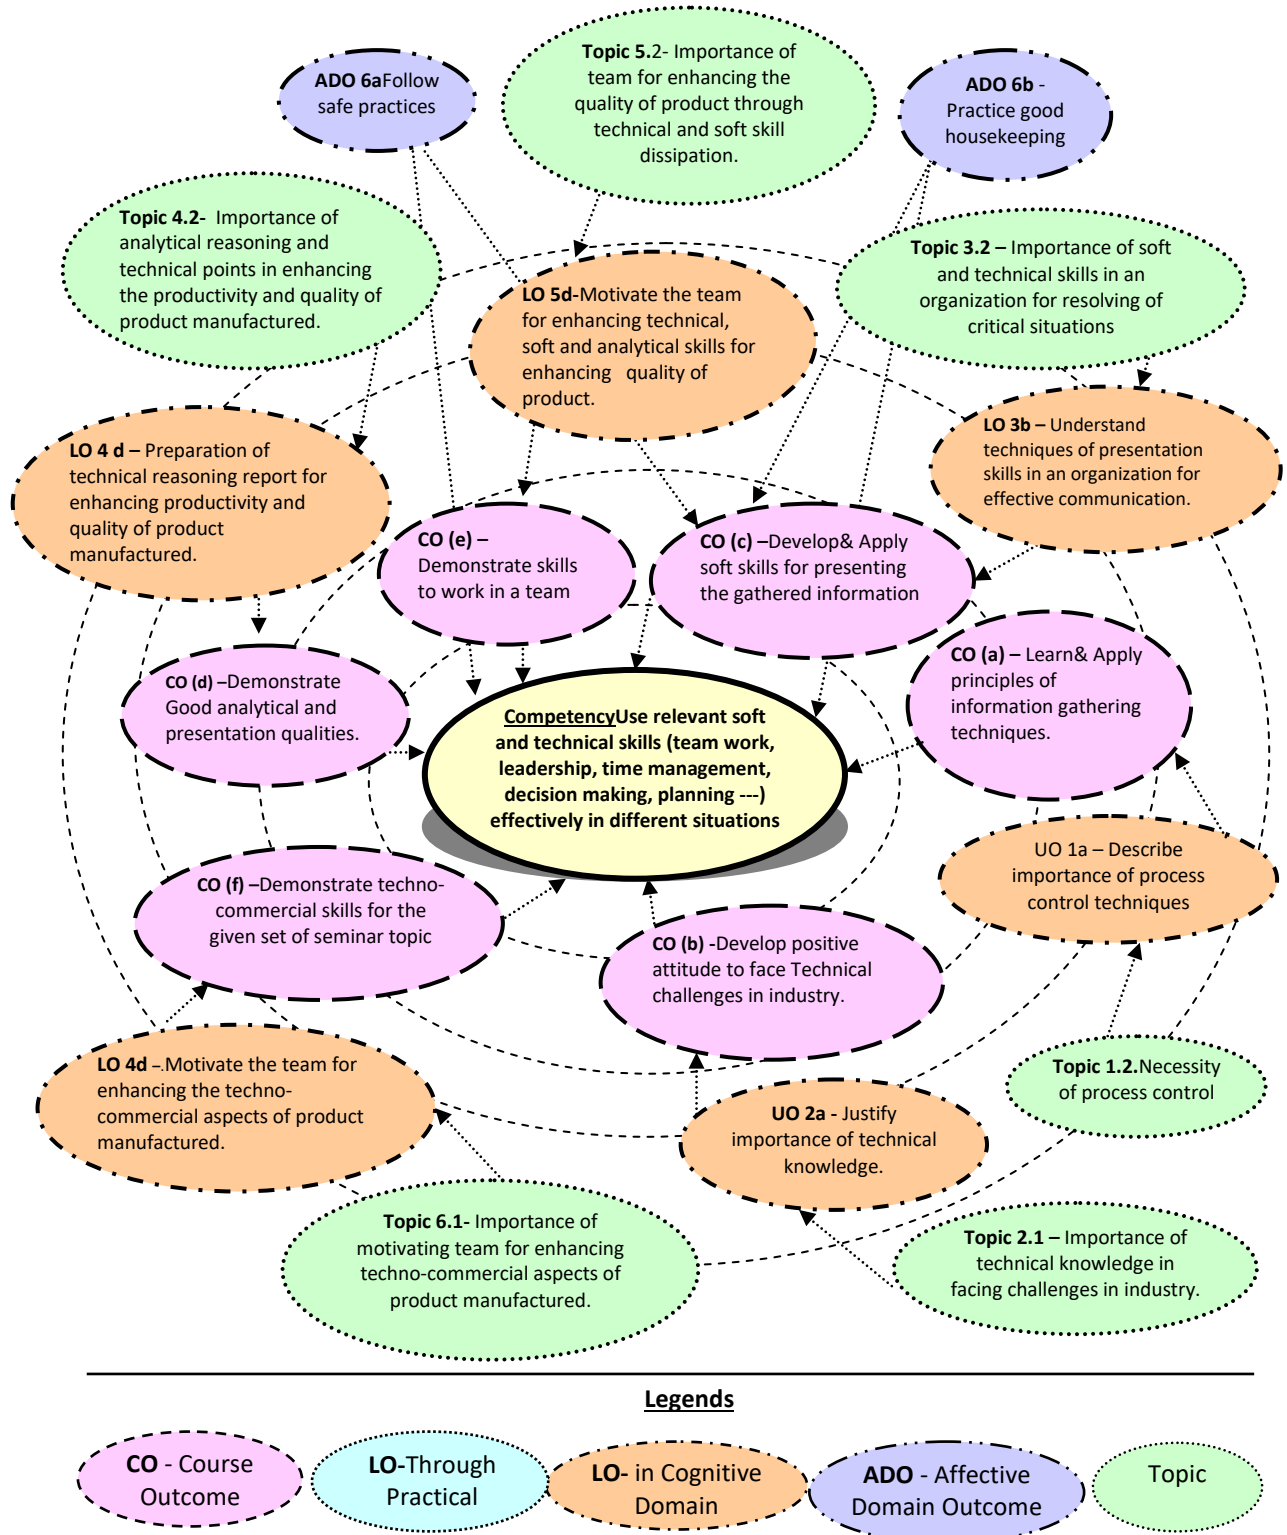 ADO 6aFollow
safe practices
Topic 5.2- Importance of
team for enhancing the
quality of product through
technical and soft skill
dissipation.
ADO 6b -
Practice good
housekeeping
Topic 4.2- Importance of
analytical reasoning and
technical points in enhancing
the productivity and quality of
product manufactured.
Topic 3.2 – Importance of soft
and technical skills in an
organization for resolving of
critical situations
LO 5d-Motivate the team
for enhancing technical,
soft and analytical skills for
enhancing quality of
product.
LO 4 d – Preparation of
technical reasoning report for
enhancing productivity and
quality of product
manufactured.
LO 3b – Understand
techniques of presentation
skills in an organization for
effective communication.
CO (e) –
Demonstrate skills
to work in a team
CO (c) –Develop& Apply
soft skills for presenting
the gathered information
CO (d) –Demonstrate
Good analytical and
presentation qualities.
CO (a) – Learn& Apply
principles of
information gathering
techniques.
CompetencyUse relevant soft
and technical skills (team work,
leadership, time management,
decision making, planning ---)
effectively in different situations
UO 1a – Describe
importance of process
control techniques
CO (f) –Demonstrate techno-
commercial skills for the
given set of seminar topic
CO (b) -Develop positive
attitude to face Technical
challenges in industry.
LO 4d –.Motivate the team for
enhancing the techno-
commercial aspects of product
manufactured.
Topic 1.2.Necessity
of process control
UO 2a - Justify
importance of technical
knowledge.
Topic 6.1- Importance of
motivating team for enhancing
techno-commercial aspects of
product manufactured.
Topic 2.1 – Importance of
technical knowledge in
facing challenges in industry.
Legends
CO - Course
Outcome
LO-Through
Practical
LO- in Cognitive
Domain
ADO - Affective
Domain Outcome
Topic